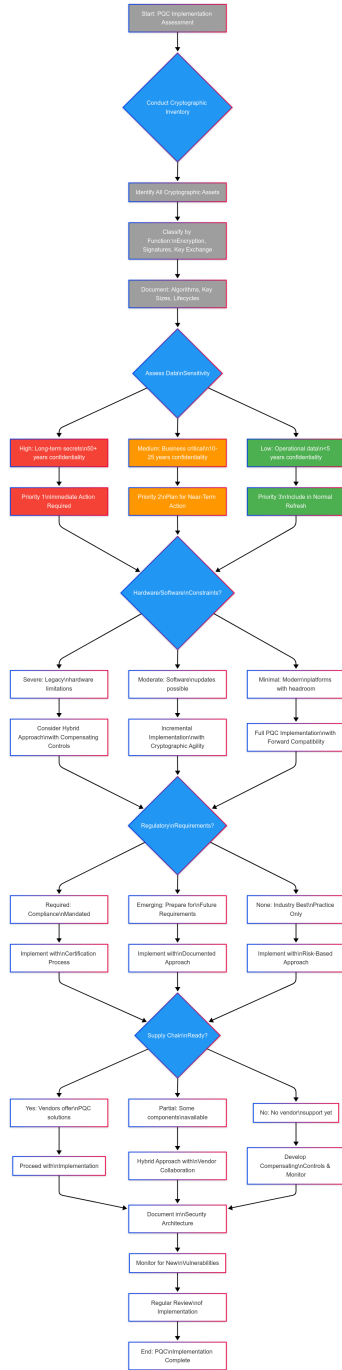 Start: PQC Implementation
Assessment
Conduct Cryptographic
Inventory
Identify All Cryptographic Assets
Classify by
Function:\nEncryption,
Signatures, Key Exchange
Document: Algorithms, Key
Sizes, Lifecycles
Assess Data\nSensitivity
High: Long-term secrets\n50+
years confidentiality
Medium: Business critical\n10-
25 years confidentiality
Low: Operational data\n<5
years confidentiality
Priority 1\nImmediate Action
Required
Priority 2\nPlan for Near-Term
Action
Priority 3\nInclude in Normal
Refresh
Hardware/Software\nConstraints?
Severe: Legacy\nhardware
limitations
Moderate: Software\nupdates
possible
Minimal: Modern\nplatforms
with headroom
Consider Hybrid
Approach\nwith Compensating
Controls
Incremental
Implementation\nwith
Cryptographic Agility
Full PQC Implementation\nwith
Forward Compatibility
Regulatory\nRequirements?
Required:
Compliance\nMandated
Emerging: Prepare for\nFuture
Requirements
None: Industry Best\nPractice
Only
Implement with\nCertification
Process
Implement with\nDocumented
Approach
Implement with\nRisk-Based
Approach
Supply Chain\nReady?
Yes: Vendors offer\nPQC
solutions
Partial: Some
components\navailable
No: No vendor\nsupport yet
Proceed with\nImplementation
Hybrid Approach with\nVendor
Collaboration
Develop
Compensating\nControls &
Monitor
Document in\nSecurity
Architecture
Monitor for New\nVulnerabilities
Regular Review\nof
Implementation
End: PQC\nImplementation
Complete